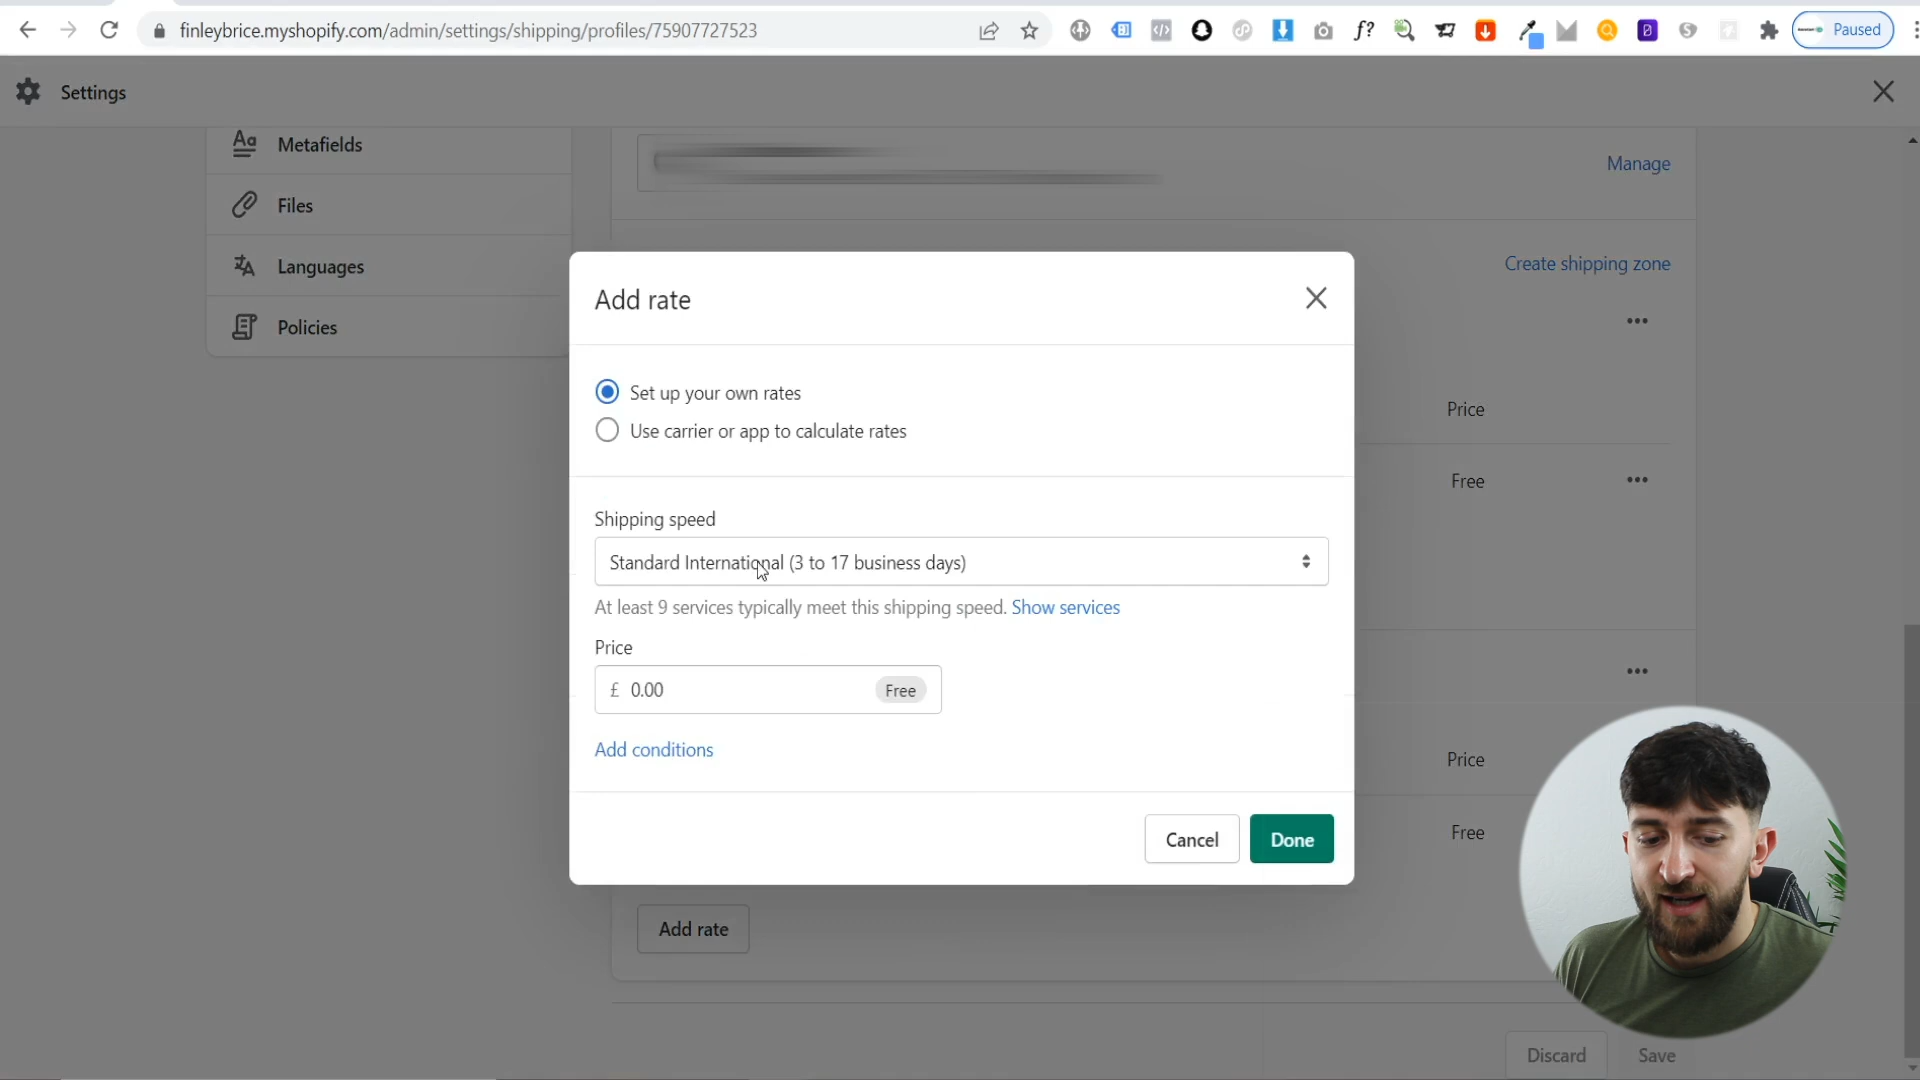 finleybrice.myshopify.com/admin/settings/shipping/profiles/75907727523
f?
Paused
Settings
Aa Metafields
Manage
Files
Create shipping zone
Languages
Policies
Add rate
Set up your own rates
Use carrier or app to calculate rates
Price
Free
Shipping speed
Standard International (3 to 17 business days)
At least 9 services typically meet this shipping speed. Show services
Price
£ 0.00 Free
Add conditions
Price
Free
Cancel
Done
Add rate
Discard
Save